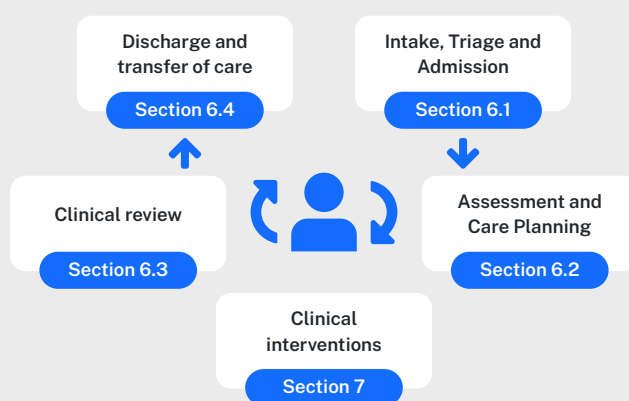 Discharge and
transfer of care
Section 6.4
Intake, Triage and
Admission
Section 6.1
Clinical review
Section 6.3
Assessment and
Care Planning
Section 6.2
Clinical
interventions
Section 7